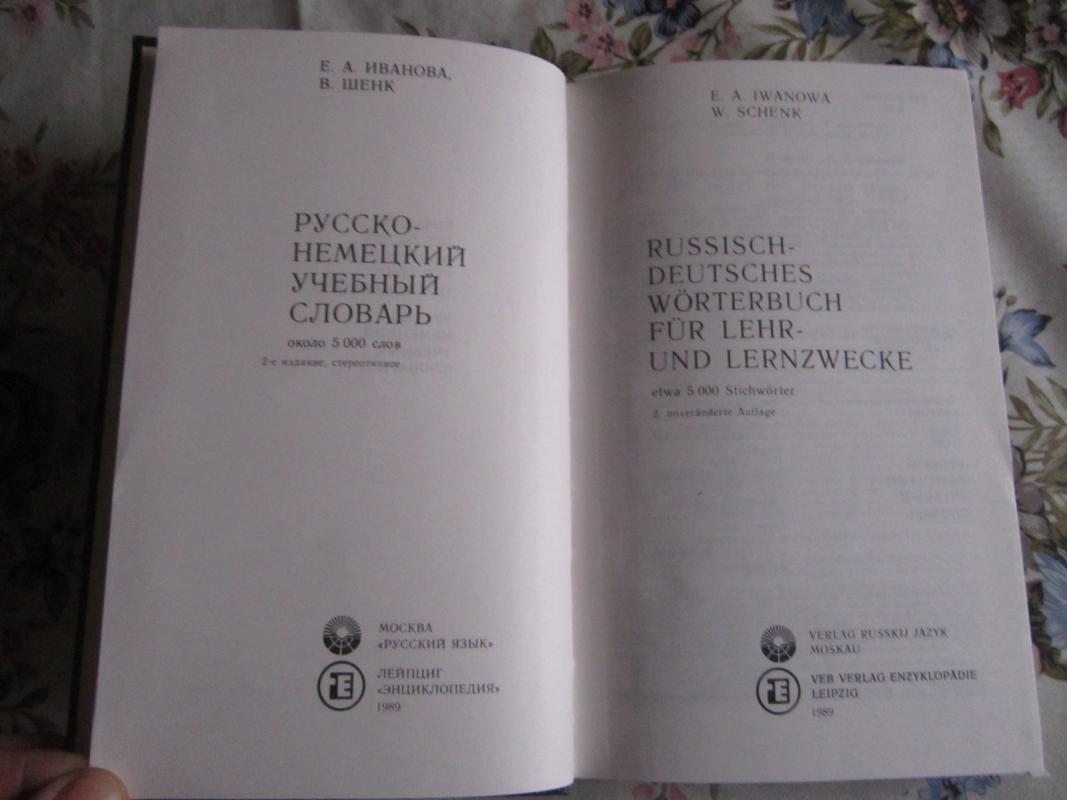 Е. А. ИВАНОВА,
В. ШЕНК
РУССКО-
НЕМЕЦКИЙ
УЧЕБНЫЙ
СЛОВАРЬ
около 5 000 слов
2-е издание, стереотипное
МОСКВА
«РУССКИЙ ЯЗЫК»
ЛЕЙПЦИГ
«ЭНЦИКЛОПЕДИЯ»
1989
E. A. IWANOWA
W. SCHENK
RUSSISCH-
DEUTSCHES
WÖRTERBUCH
FÜR LEHR-
UND LERNZWECKE
etwa 5 000 Stichwörter
2. unveränderte Auflage
VERLAG RUSSKIJ JAZYK
MOSKAU
VEB VERLAG ENZYKLOPÄDIE
LEIPZIG
1989